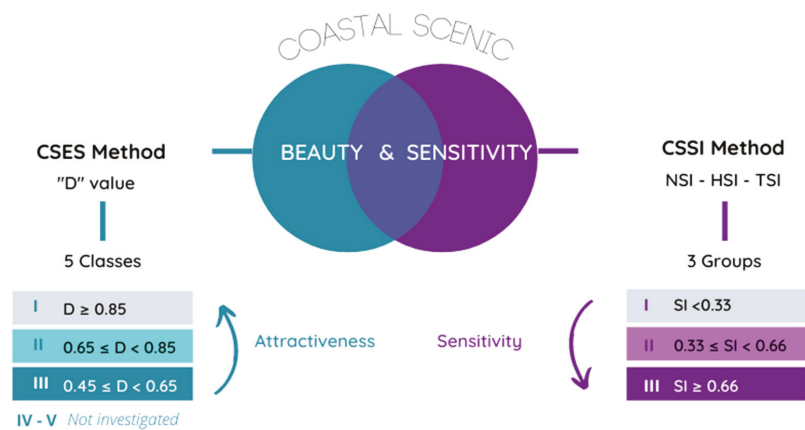 COASTAL SCENIC
BEAUTY & SENSITIVITY
CSES Method
"D" value
5 Classes
I D ≥ 0.85
II 0.65 ≤ D < 0.85
III 0.45 ≤ D < 0.65
IV - V Not investigated
Attractiveness
Sensitivity
CSSI Method
NSI - HSI - TSI
3 Groups
I SI <0.33
II 0.33 ≤ SI < 0.66
III SI ≥ 0.66